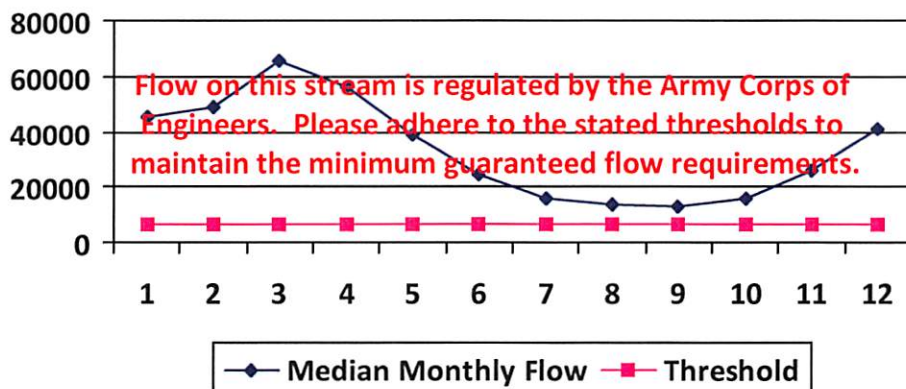 80000
60000
40000
20000
0
Flow on this stream is regulated by the Army Corps of
Engineers. Please adhere to the stated thresholds to
maintain the minimum guaranteed flow requirements.
1 2 3 4 5 6 7 8 9 10 11 12
Median Monthly Flow Threshold